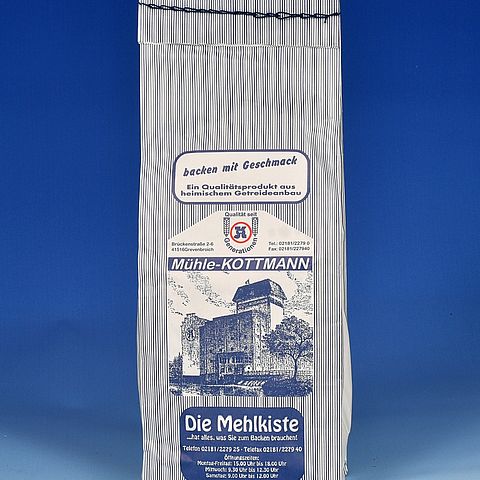 backen mit Geschmack
Ein Qualitätsprodukt aus
heimischem Getreideanbau
Qualität seit
K
Generationen
Brückenstraße 2-6
41516 Grevenbroich
Tel.: 02181/2279 0
Fax: 02181/227940
Mühle-KOTTMANN
Die Mehlkiste
...hat alles, was Sie zum Backen brauchen!
Telefon 02181/2279 25 - Telefax 02181/2279 40
Öffnungszeiten:
Montag-Freitag: 15.00 Uhr bis 18.00 Uhr
Mittwoch: 9.30 Uhr bis 12.30 Uhr
Samstag: 9.00 Uhr bis 12.00 Uhr